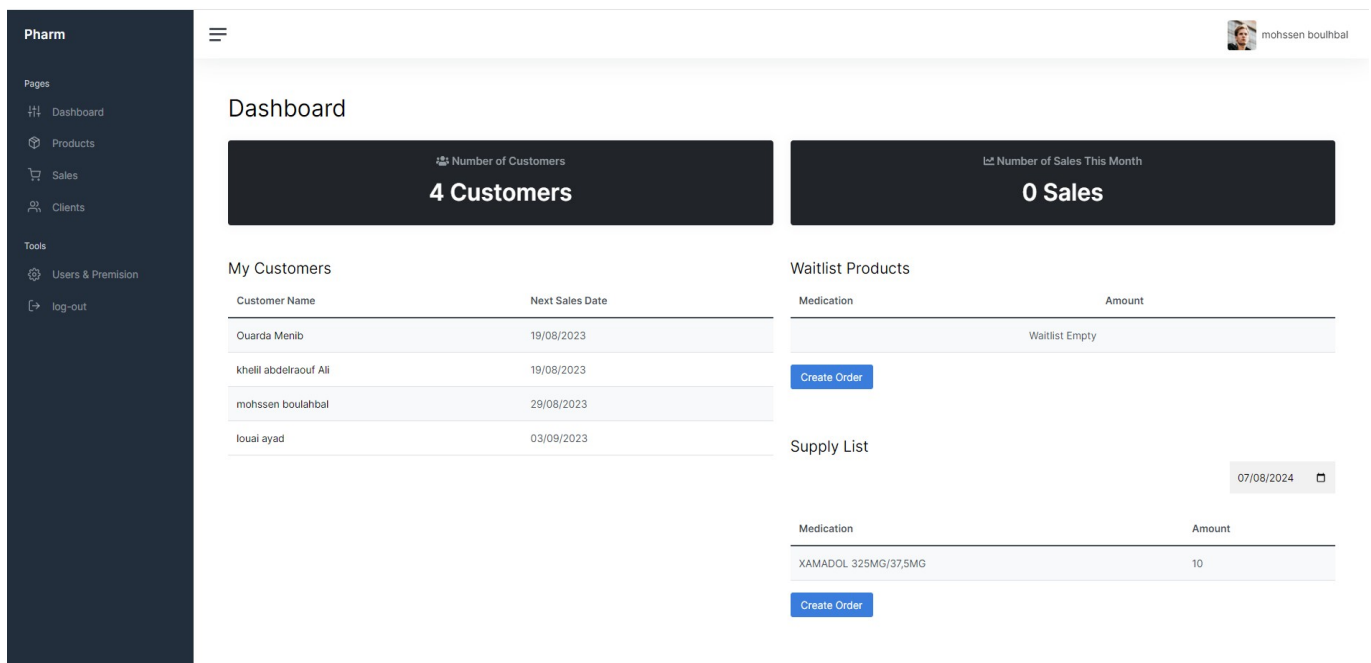 Pharm
mohssen boulhbal
Pages
Dashboard
Products
Sales
Clients
Tools
Users & Premision
log-out
Dashboard
Number of Customers
4 Customers
Number of Sales This Month
0 Sales
My Customers
Customer Name Next Sales Date
Ouarda Menib 19/08/2023
khelil abdelraouf Ali 19/08/2023
mohssen boulahbal 29/08/2023
louai ayad 03/09/2023
Waitlist Products
Medication Amount
Waitlist Empty
Create Order
Supply List
07/08/2024
Medication Amount
XAMADOL 325MG/37,5MG 10
Create Order